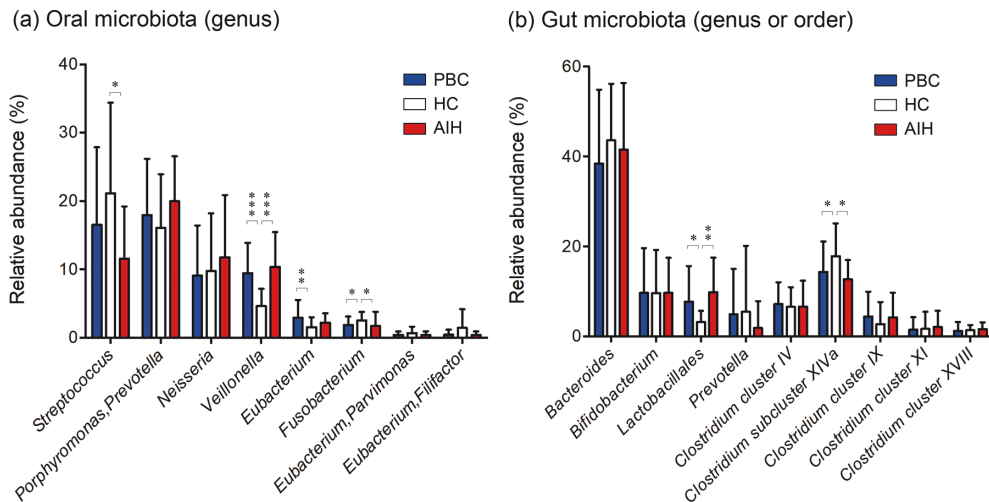 (a) Oral microbiota (genus)
Relative abundance (%)
40
30
20
10
0
PBC
HC
AIH
*
***
***
**
*
*
Streptococcus
Porphyromonas,Prevotella
Neisseria
Veillonella
Eubacterium
Fusobacterium
Eubacterium,Parvimonas
Eubacterium,Filifactor
(b) Gut microbiota (genus or order)
Relative abundance (%)
60
40
20
0
PBC
HC
AIH
*
**
*
*
Bacteroides
Bifidobacterium
Lactobacillales
Prevotella
Clostridium cluster IV
Clostridium subcluster XIVa
Clostridium cluster IX
Clostridium cluster XI
Clostridium cluster XVIII